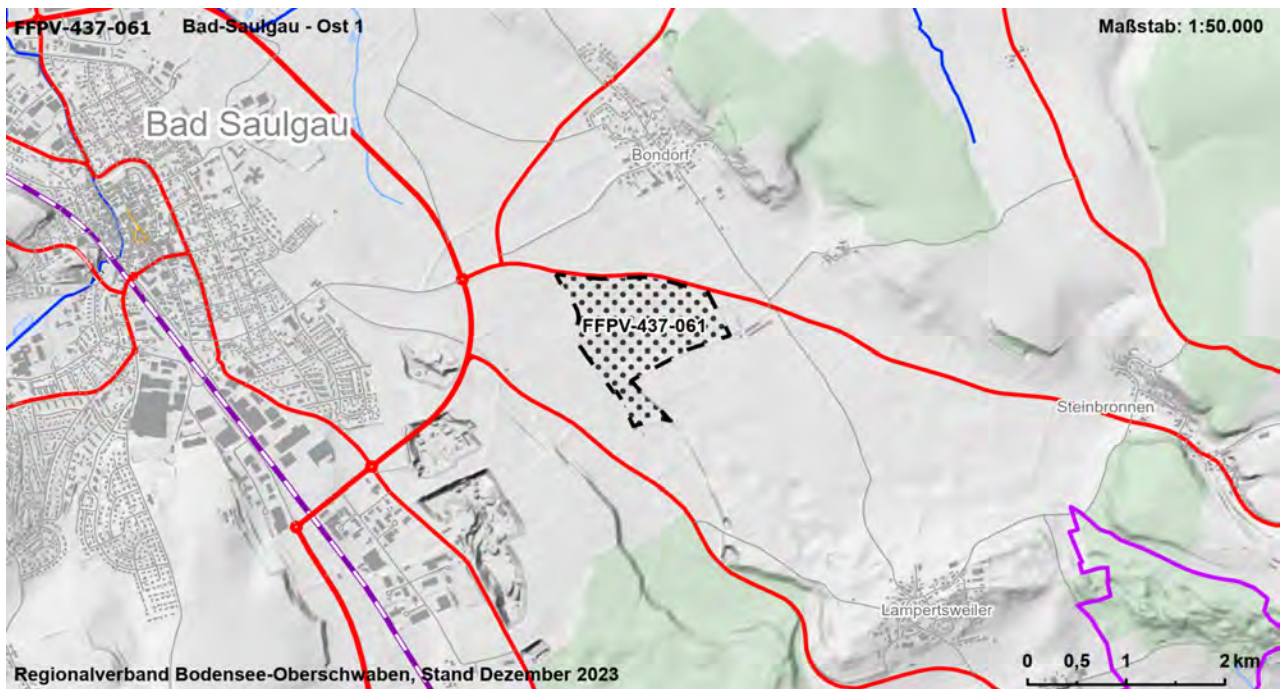 FFPV-437-061 Bad-Saulgau - Ost 1 Maßstab: 1:50.000
Bad Saulgau
Bondorf
FFPV-437-061
Steinbronnen
Lampertsweiler
Regionalverband Bodensee-Oberschwaben, Stand Dezember 2023
0 0,5 1 2 km